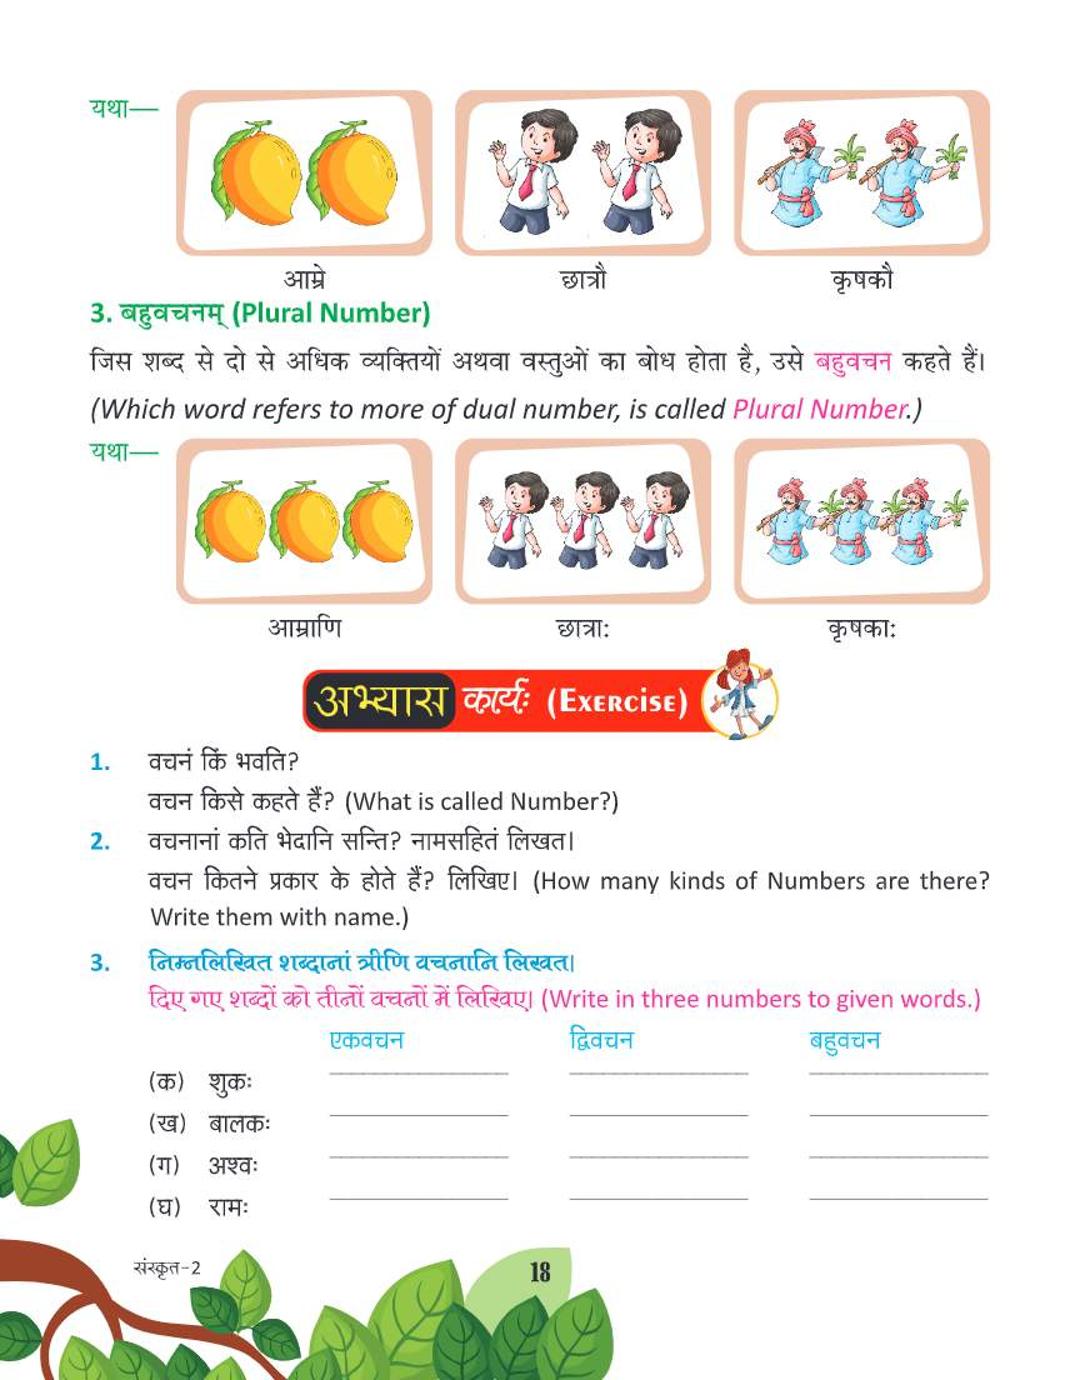 यथा—
आम्रे छात्रौ कृषकौ
3. बहुवचनम् (Plural Number)
जिस शब्द से दो से अधिक व्यक्तियों अथवा वस्तुओं का बोध होता है, उसे बहुवचन कहते हैं।
(Which word refers to more of dual number, is called Plural Number.)
यथा—
आम्राणि छात्रा: कृषका:
अभ्यास कार्यः (Exercise)
1. वचनं किं भवति?
वचन किसे कहते हैं? (What is called Number?)
2. वचनानां कति भेदानि सन्ति? नामसहितं लिखत।
वचन कितने प्रकार के होते हैं? लिखिए। (How many kinds of Numbers are there?
Write them with name.)
3. निम्नलिखित शब्दानां त्रीणि वचनानि लिखत।
दिए गए शब्दों को तीनों वचनों में लिखिए। (Write in three numbers to given words.)
एकवचन द्विवचन बहुवचन
(क) शुकः
(ख) बालकः
(ग) अश्वः
(घ) रामः
संस्कृत-2 18